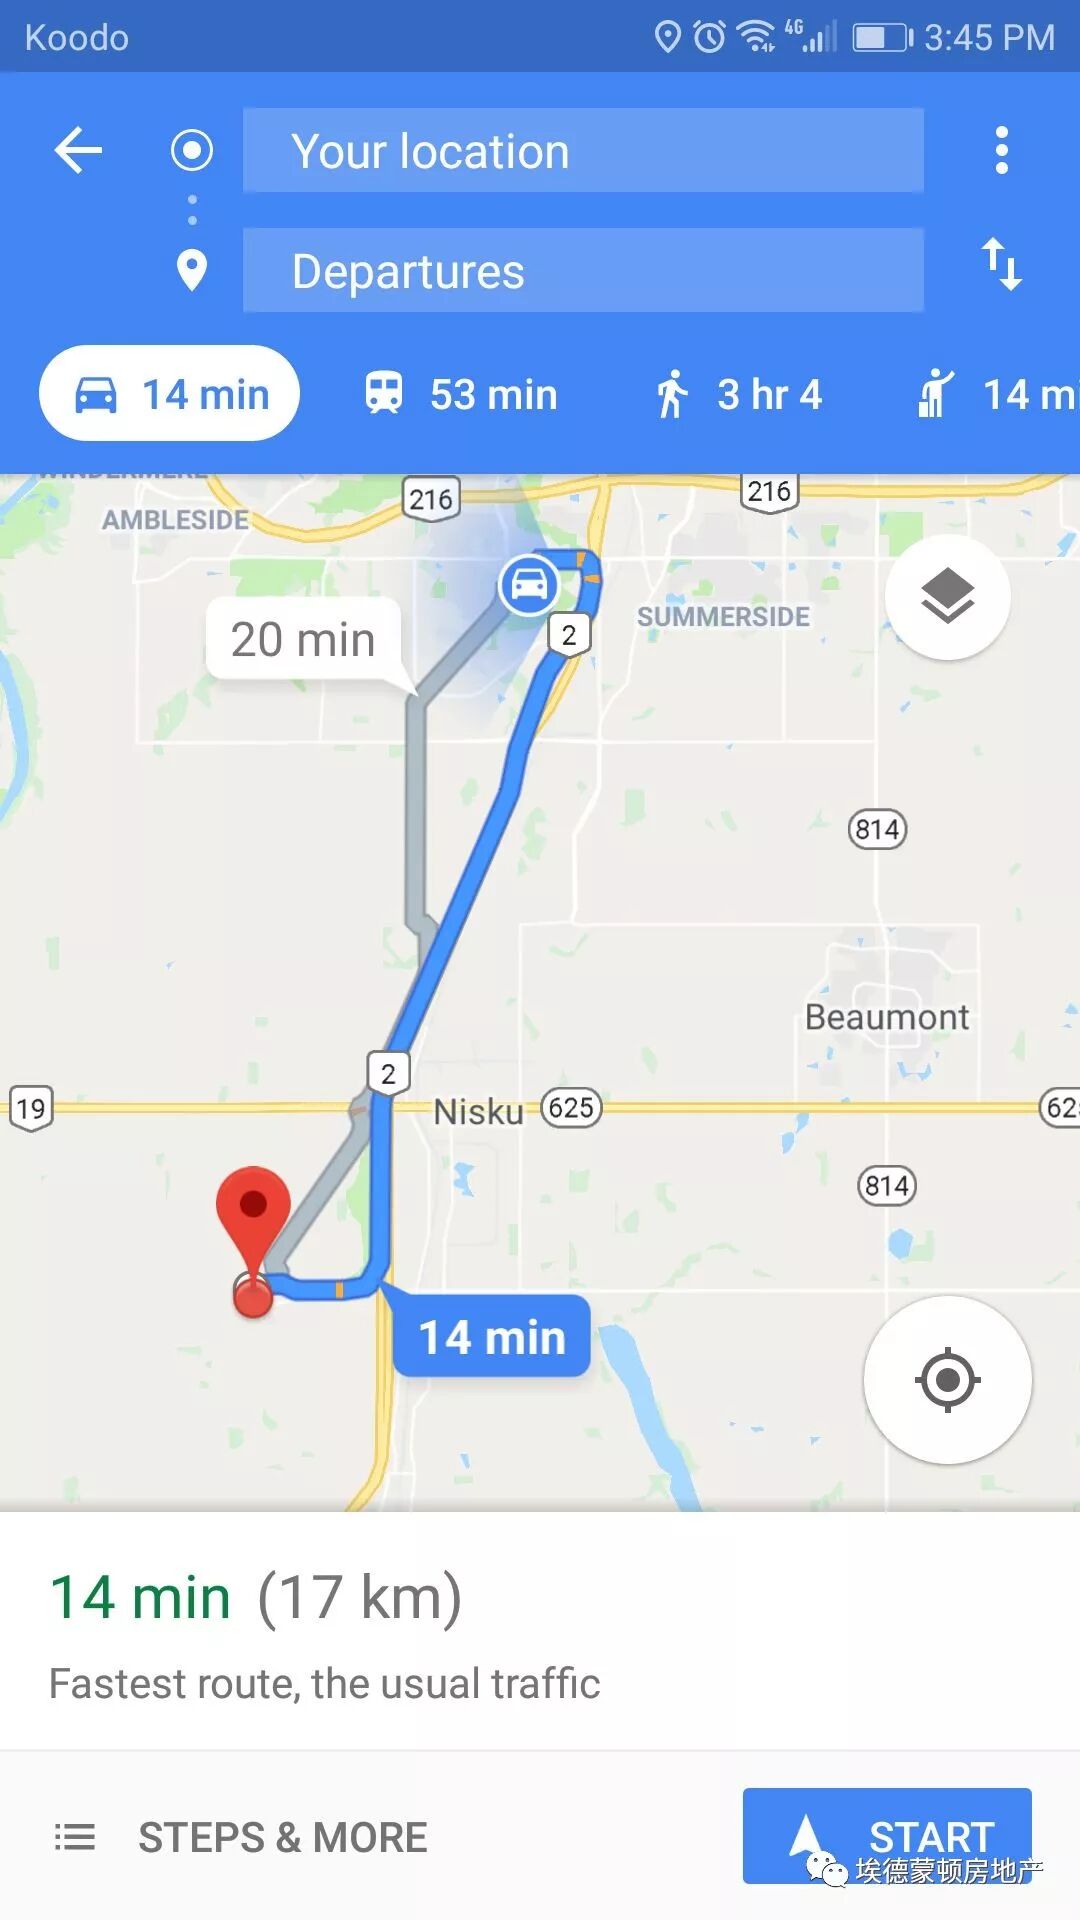 Koodo
4G
3:45 PM
Your location
Departures
14 min
53 min
3 hr 4
14 m
WINDERMERE
216
216
AMBLESIDE
SUMMERSIDE
20 min
2
814
Beaumont
2
19
Nisku
625
62
814
14 min
14 min (17 km)
Fastest route, the usual traffic
STEPS & MORE
START
埃德蒙顿房地产